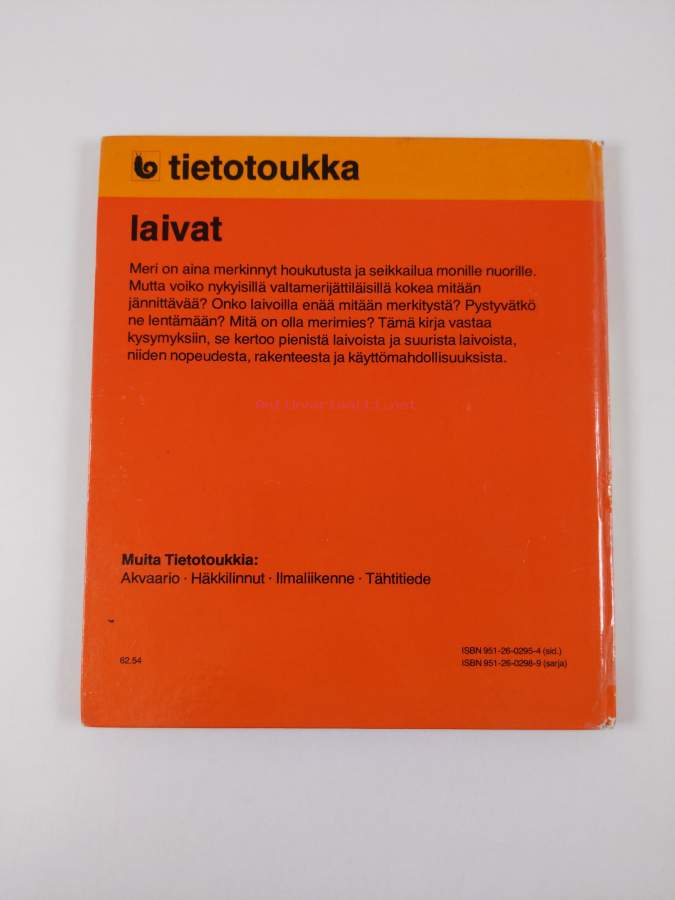 tietotoukka
laivat
Meri on aina merkinnyt houkutusta ja seikkailua monille nuorille.
Mutta voiko nykyisillä valtamerijättiläisillä kokea mitään
jännittävää? Onko laivoilla enää mitään merkitystä? Pystyvätkö
ne lentämään? Mitä on olla merimies? Tämä kirja vastaa
kysymyksiin, se kertoo pienistä laivoista ja suurista laivoista,
niiden nopeudesta, rakenteesta ja käyttömahdollisuuksista.
Antikvariaatti.net
Muita Tietotoukkia:
Akvaario · Häkkilinnut · Ilmaliikenne · Tähtitiede
62.54
ISBN 951-26-0295-4 (sid.)
ISBN 951-26-0298-9 (sarja)